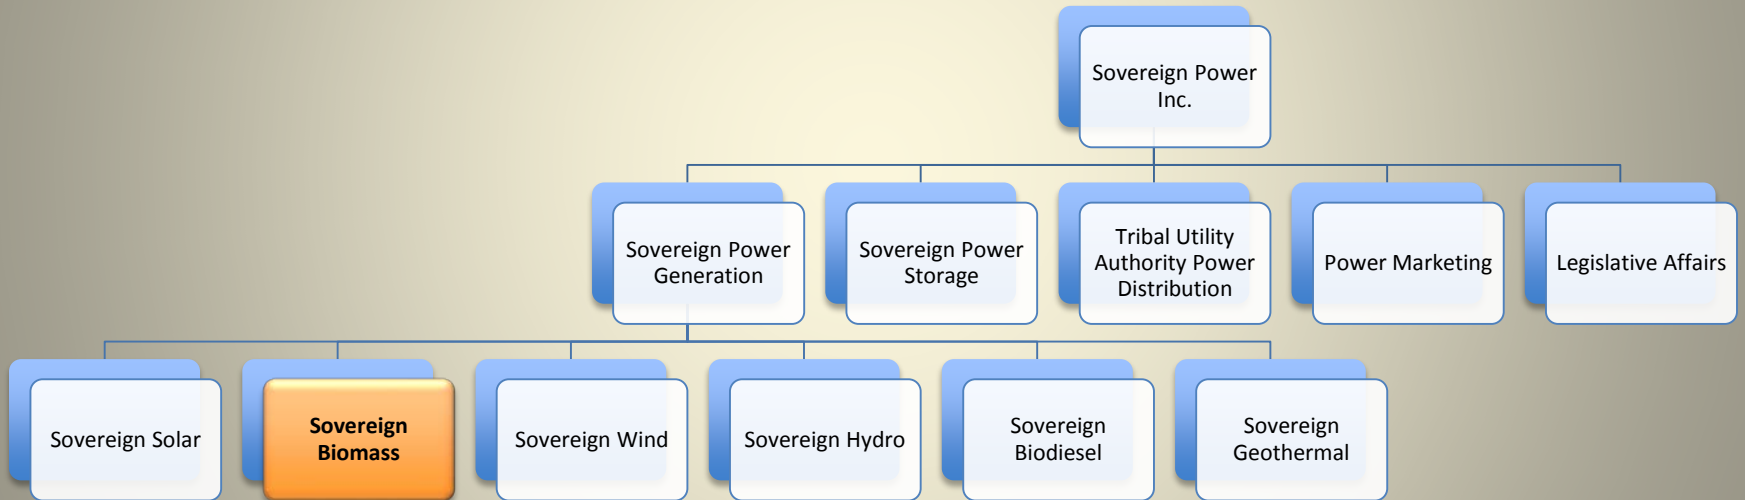 Sovereign Power
Inc.
Sovereign Power
Generation
Sovereign Power
Storage
Tribal Utility
Authority Power
Distribution
Power Marketing
Legislative Affairs
Sovereign Solar
Sovereign
Biomass
Sovereign Wind
Sovereign Hydro
Sovereign
Biodiesel
Sovereign
Geothermal